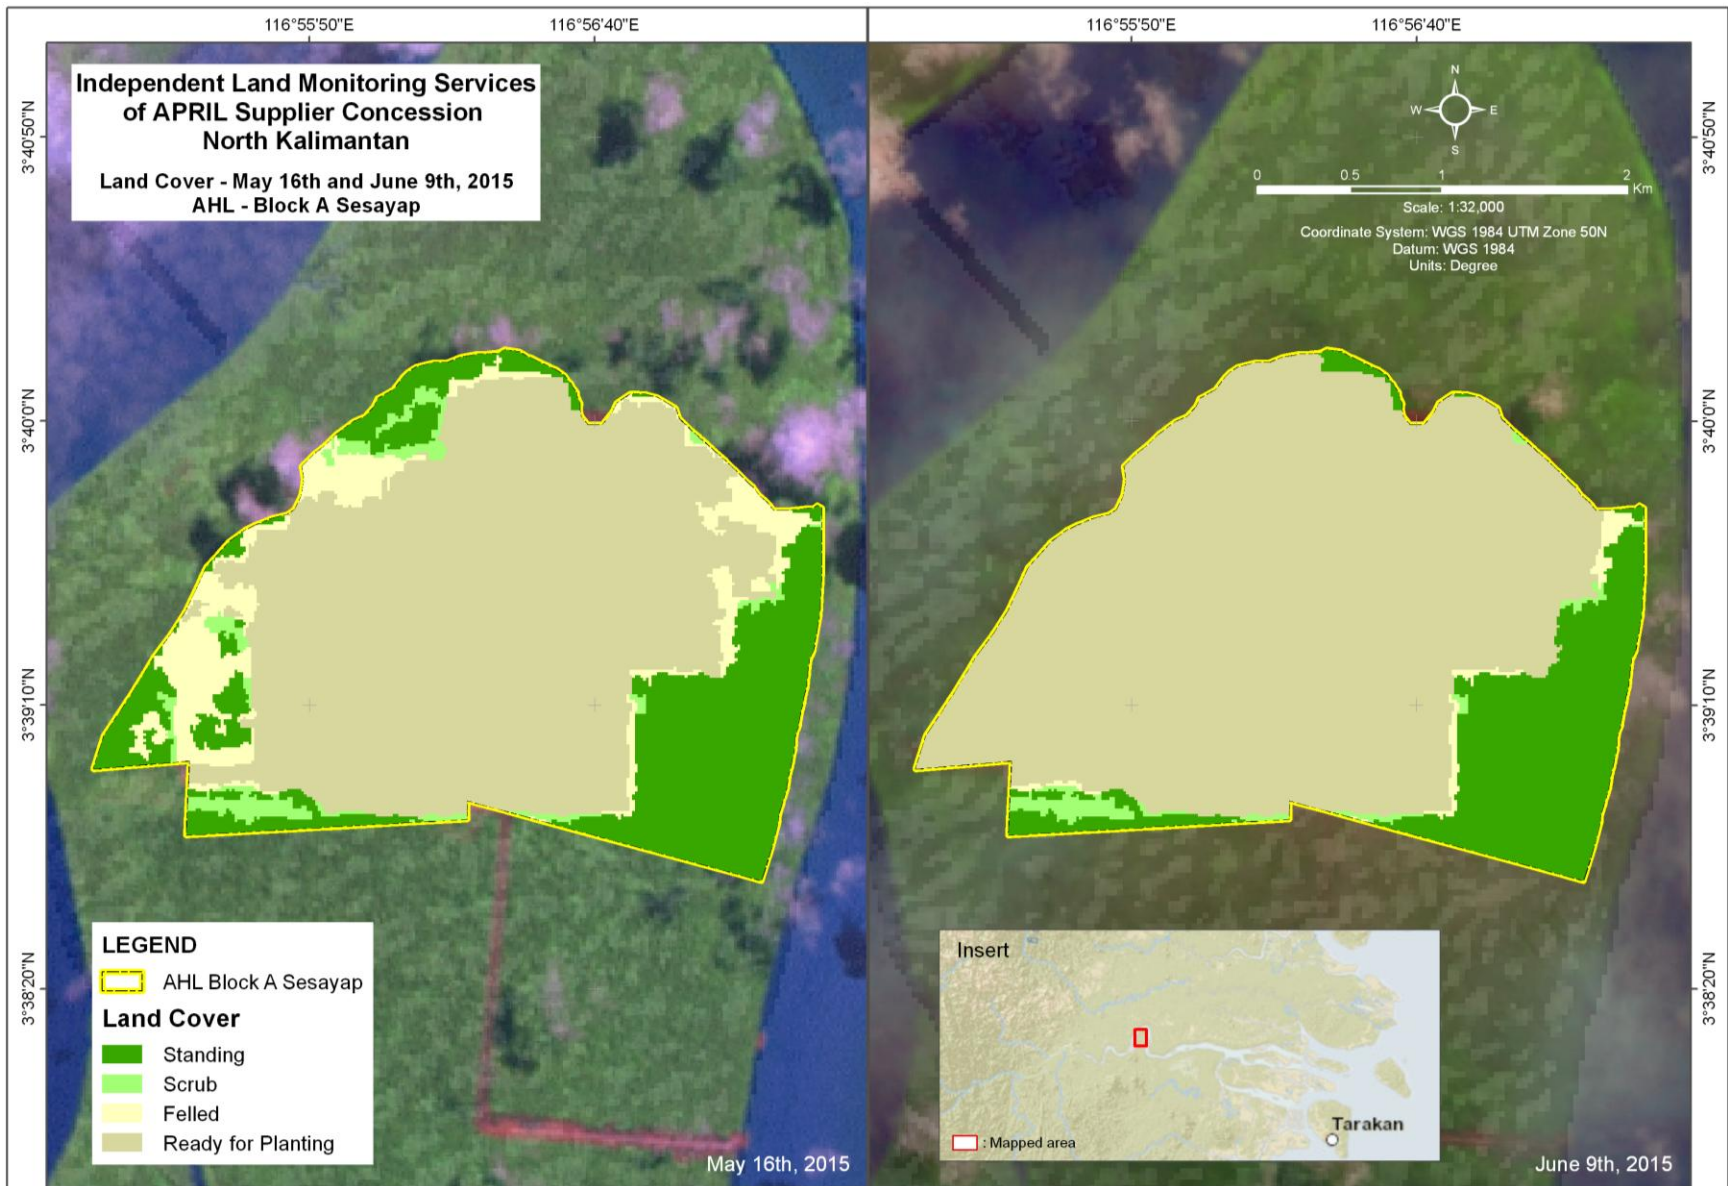 116°55'50"E
116°56'40"E
116°55'50"E
116°56'40"E
Independent Land Monitoring Services
of APRIL Supplier Concession
North Kalimantan
Land Cover - May 16th and June 9th, 2015
AHL - Block A Sesayap
N
W
E
S
0
0.5
1
2
Km
Scale: 1:32,000
Coordinate System: WGS 1984 UTM Zone 50N
Datum: WGS 1984
Units: Degree
3°40'50"N
3°40'50"N
3°40'0"N
3°40'0"N
3°39'10"N
3°39'10"N
3°38'20"N
3°38'20"N
LEGEND
AHL Block A Sesayap
Land Cover
Standing
Scrub
Felled
Ready for Planting
May 16th, 2015
Insert
Tarakan
: Mapped area
June 9th, 2015